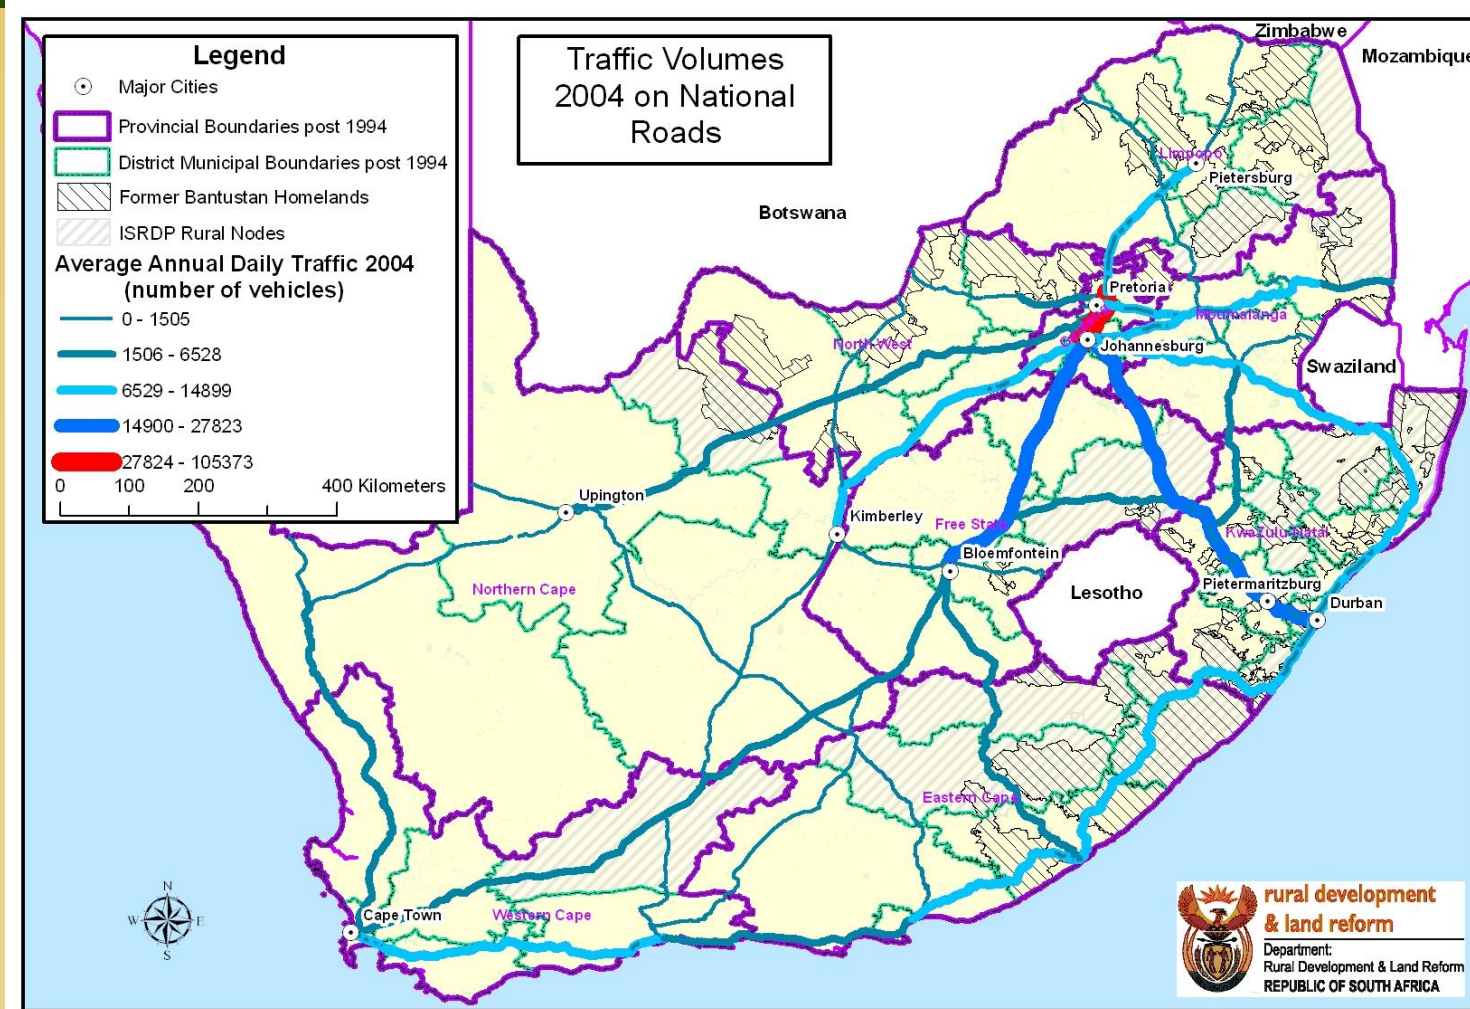 Legend
Major Cities
Provincial Boundaries post 1994
District Municipal Boundaries post 1994
Former Bantustan Homelands
ISRDP Rural Nodes
Average Annual Daily Traffic 2004
(number of vehicles)
0 - 1505
1506 - 6528
6529 - 14899
14900 - 27823
27824 - 105373
0 100 200 400 Kilometers
Traffic Volumes
2004 on National
Roads
Zimbabwe
Mozambique
Limpopo
Pietersburg
Botswana
Pretoria
Mpumalanga
North West
Johannesburg
Swaziland
Upington
Kimberley
Free State
KwaZulu-Natal
Bloemfontein
Northern Cape
Lesotho
Pietermaritzburg
Durban
Eastern Cape
Cape Town
Western Cape
N
W E
S
rural development
& land reform
Department:
Rural Development & Land Reform
REPUBLIC OF SOUTH AFRICA